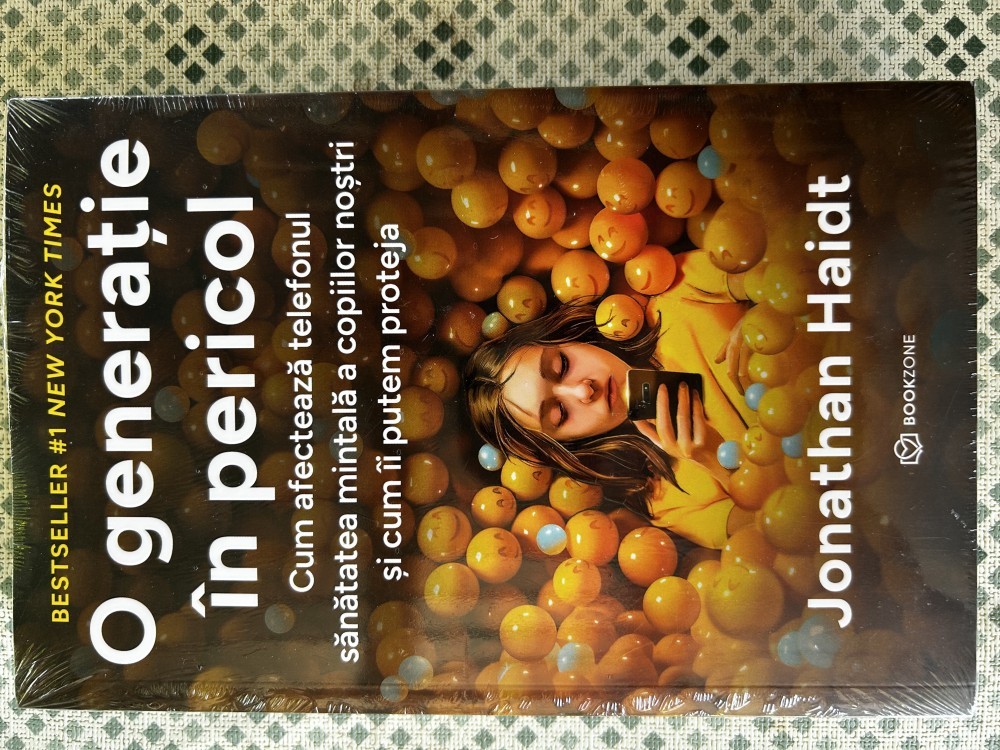 BESTSELLER #1 NEW YORK TIMES
O generație
în pericol
Cum afectează telefonul
sănătatea mintală a copiilor noștri
și cum îi putem proteja
Jonathan Haidt
BOOKZONE